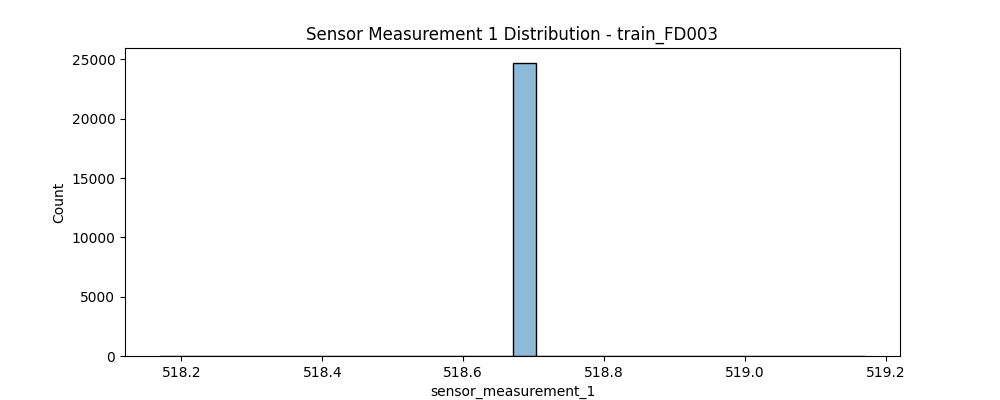 Sensor Measurement 1 Distribution - train_FD003
25000
20000
15000
10000
5000
0
Count
518.2 518.4 518.6 518.8 519.0 519.2
sensor_measurement_1